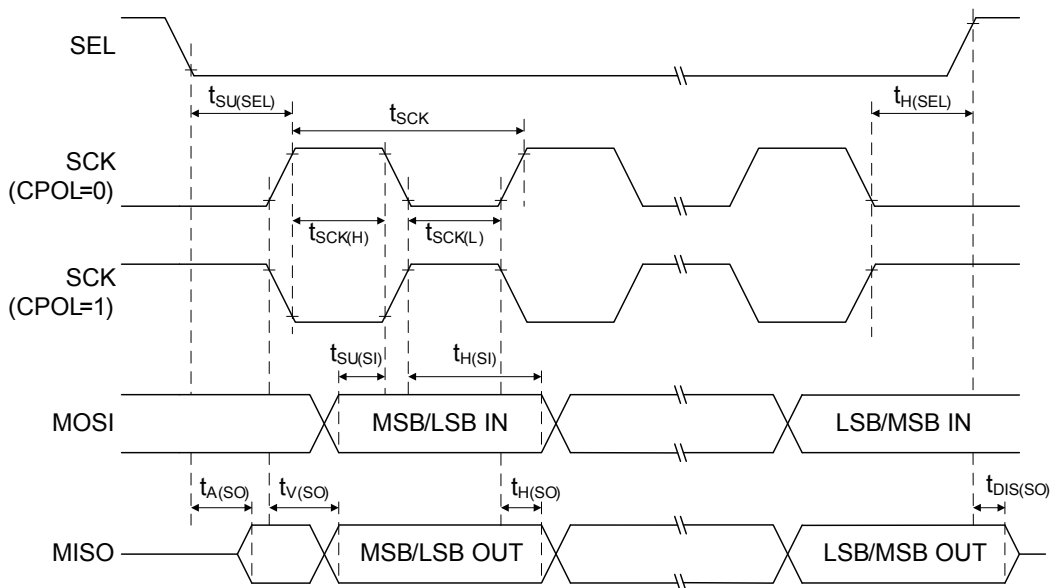 SEL
tSU(SEL)
tSCK
tH(SEL)
SCK
(CPOL=0)
tSCK(H)
tSCK(L)
SCK
(CPOL=1)
tSU(SI)
tH(SI)
MOSI
MSB/LSB IN
LSB/MSB IN
tA(SO)
tV(SO)
tH(SO)
tDIS(SO)
MISO
MSB/LSB OUT
LSB/MSB OUT